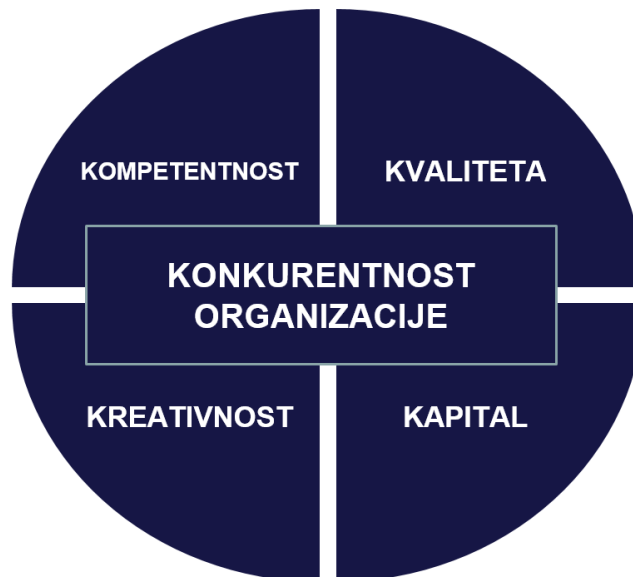 KOMPETENTNOST
KVALITETA
KONKURENTNOST
ORGANIZACIJE
KREATIVNOST
KAPITAL